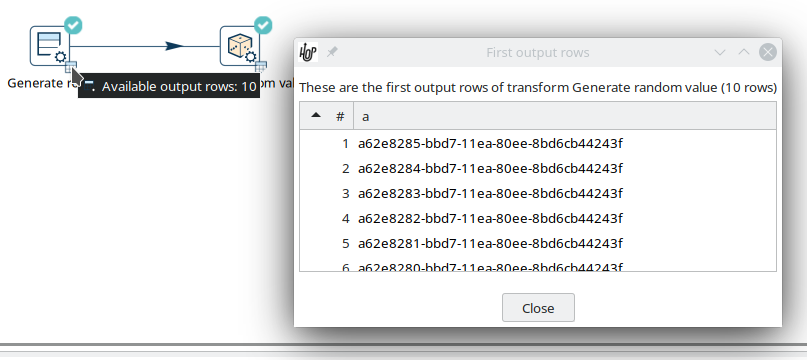 HOP
First output rows
Generate r
Available output rows: 10
om val
These are the first output rows of transform Generate random value (10 rows)
# a
1 a62e8285-bbd7-11ea-80ee-8bd6cb44243f
2 a62e8284-bbd7-11ea-80ee-8bd6cb44243f
3 a62e8283-bbd7-11ea-80ee-8bd6cb44243f
4 a62e8282-bbd7-11ea-80ee-8bd6cb44243f
5 a62e8281-bbd7-11ea-80ee-8bd6cb44243f
6 a62e8280-bbd7-11ea-80ee-8bd6cb44243f
Close